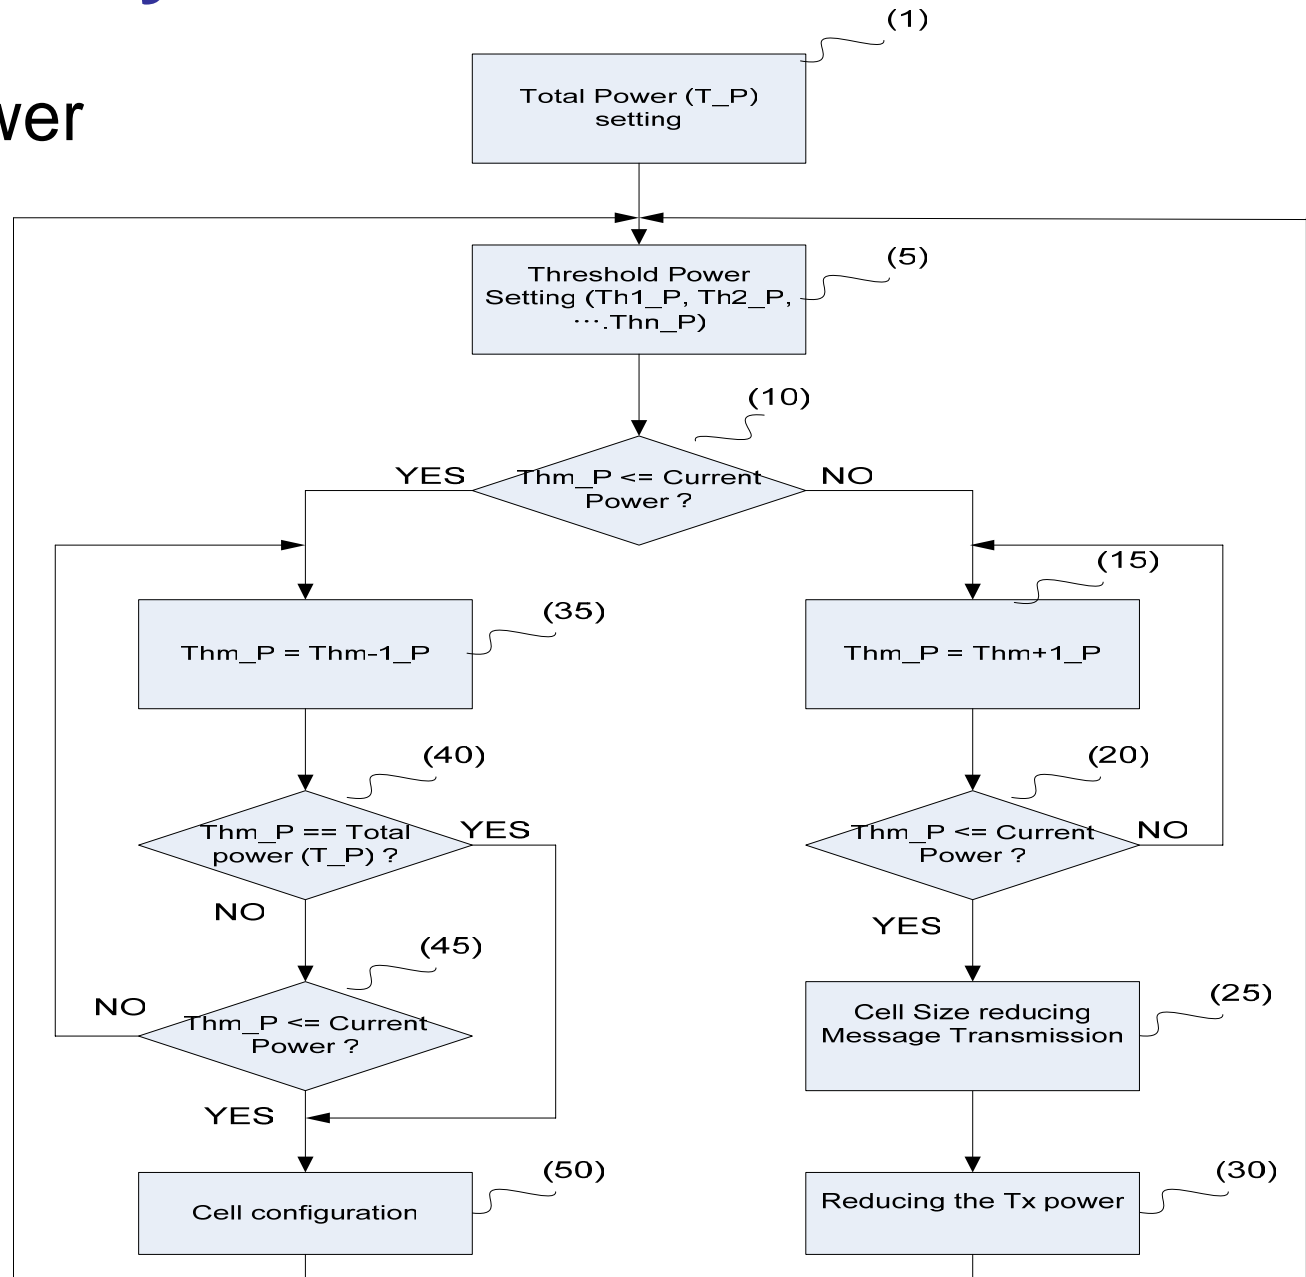 wer
(1)
Total Power (T_P)
setting
(5)
Threshold Power
Setting (Th1_P, Th2_P,
….Thn_P)
(10)
YES
Thm_P <= Current
Power ?
NO
(15)
(35)
Thm_P = Thm-1_P
Thm_P = Thm+1_P
(40)
(20)
Thm_P == Total
power (T_P) ?
YES
Thm_P <= Current
Power ?
NO
NO
YES
(45)
NO
Thm_P <= Current
Power ?
(25)
Cell Size reducing
Message Transmission
YES
(50)
(30)
Cell configuration
Reducing the Tx power